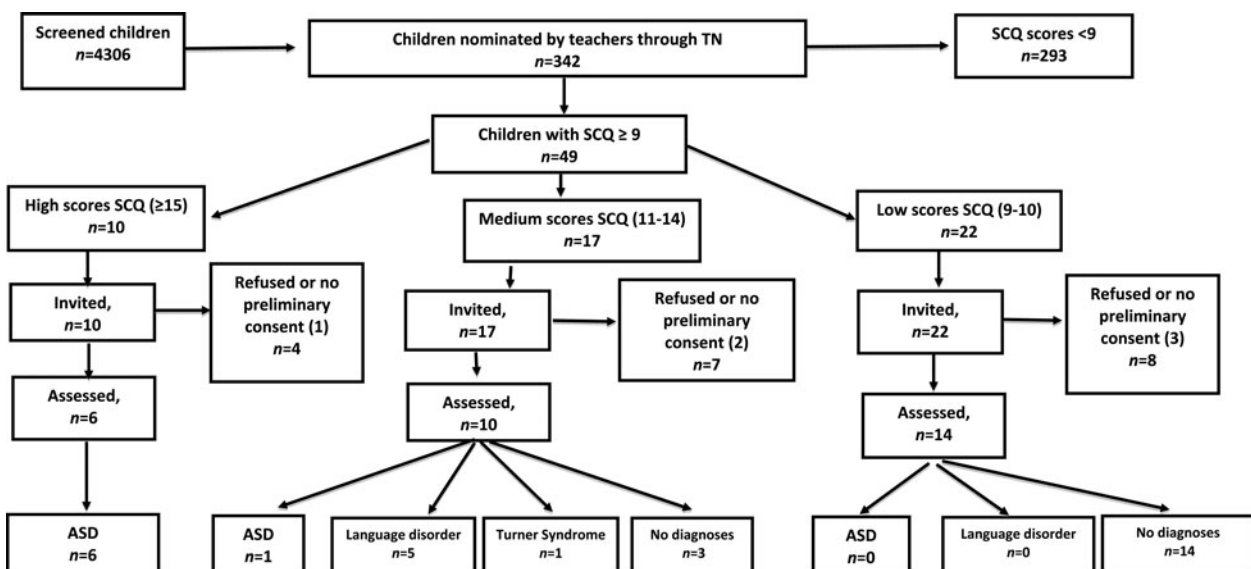 Screened children
n=4306
Children nominated by teachers through TN
n=342
SCQ scores <9
n=293
Children with SCQ ≥ 9
n=49
High scores SCQ (≥15)
n=10
Medium scores SCQ (11-14)
n=17
Low scores SCQ (9-10)
n=22
Invited,
n=10
Refused or no
preliminary
consent (1)
n=4
Invited,
n=17
Refused or no
preliminary
consent (2)
n=7
Invited,
n=22
Refused or no
preliminary
consent (3)
n=8
Assessed,
n=6
Assessed,
n=10
Assessed,
n=14
ASD
n=6
ASD
n=1
Language disorder
n=5
Turner Syndrome
n=1
No diagnoses
n=3
ASD
n=0
Language disorder
n=0
No diagnoses
n=14